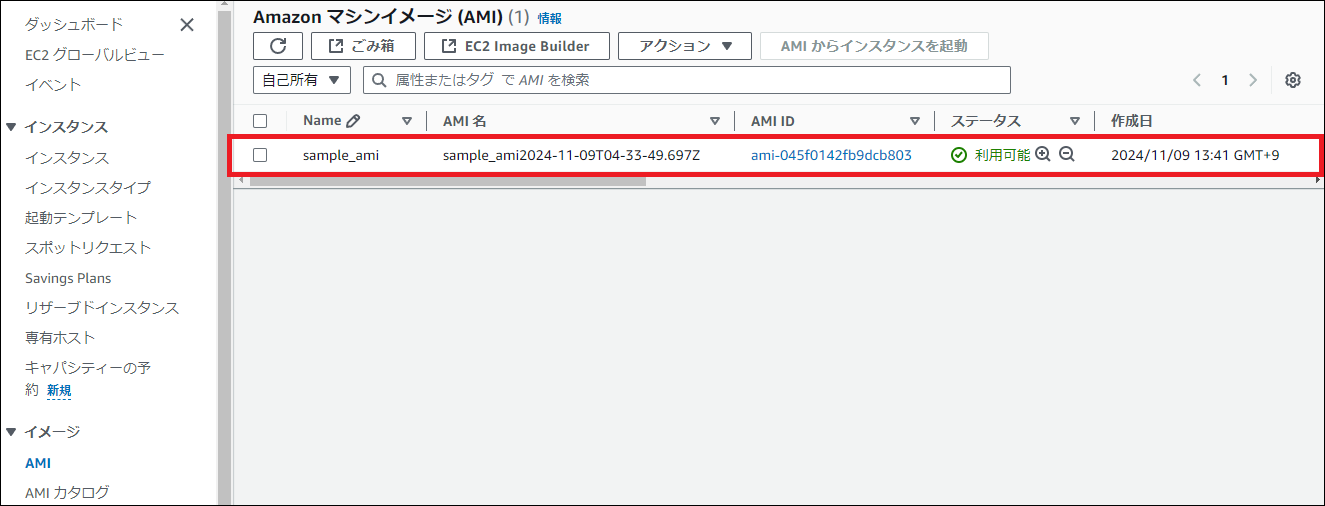 ダッシュボード
EC2 グローバルビュー
イベント
インスタンス
インスタンス
インスタンスタイプ
起動テンプレート
スポットリクエスト
Savings Plans
リザーブドインスタンス
専有ホスト
キャパシティーの予
約 新規
イメージ
AMI
AMI カタログ
Amazon マシンイメージ (AMI) (1) 情報
ごみ箱 EC2 Image Builder アクション AMI からインスタンスを起動
自己所有 属性またはタグ で AMI を検索 1
Name AMI 名 AMI ID ステータス 作成日
sample_ami sample_ami2024-11-09T04-33-49.697Z ami-045f0142fb9dcb803 利用可能 2024/11/09 13:41 GMT+9